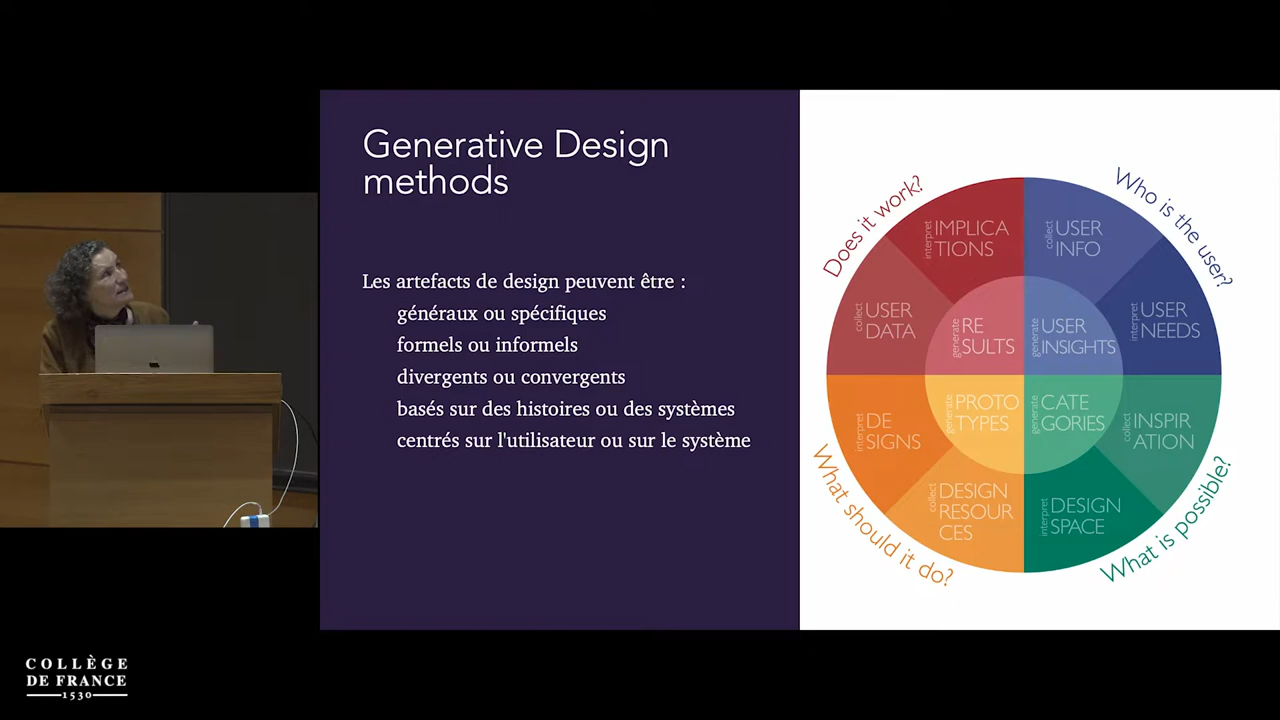 Generative Design
methods
Les artefacts de design peuvent être :
généraux ou spécifiques
formels ou informels
divergents ou convergents
basés sur des histoires ou des systèmes
centrés sur l'utilisateur ou sur le système
Does it work?
Who is the user?
interpret
IMPLICA
TIONS
collect
USER
INFO
collect
USER
DATA
generate
RE
SULTS
generate
USER
INSIGHTS
interpret
USER
NEEDS
interpret
DE
SIGNS
generate
PROTO
TYPES
generate
CATE
GORIES
collect
INSPIR
ATION
collect
DESIGN
RESOUR
CES
interpret
DESIGN
SPACE
What should it do?
What is possible?
COLLÈGE
DE FRANCE
1530